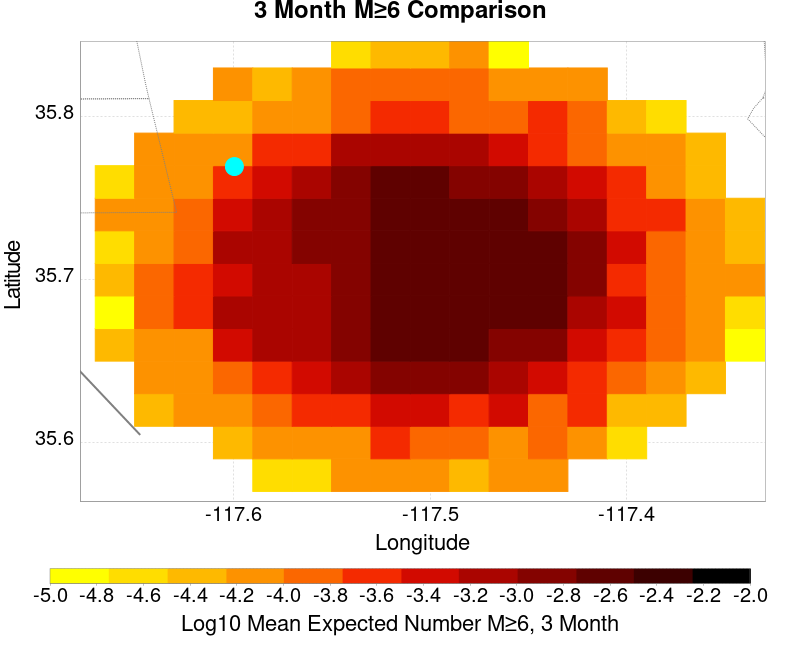 3 Month M≥6 Comparison
35.8
35.7
35.6
Latitude
-117.6 -117.5 -117.4
Longitude
-5.0 -4.8 -4.6 -4.4 -4.2 -4.0 -3.8 -3.6 -3.4 -3.2 -3.0 -2.8 -2.6 -2.4 -2.2 -2.0
Log10 Mean Expected Number M≥6, 3 Month